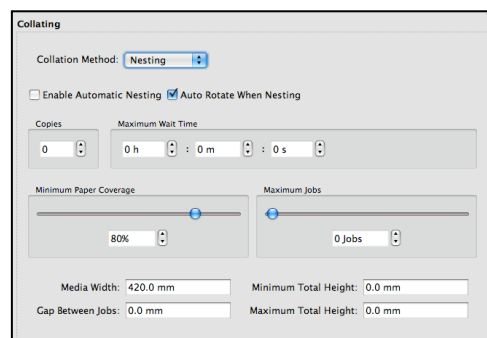 Collating
Collation Method: Nesting
Enable Automatic Nesting Auto Rotate When Nesting
Copies Maximum Wait Time
0 0 h : 0 m : 0 s
Minimum Paper Coverage Maximum Jobs
80% 0 Jobs
Media Width: 420.0 mm Minimum Total Height: 0.0 mm
Gap Between Jobs: 0.0 mm Maximum Total Height: 0.0 mm